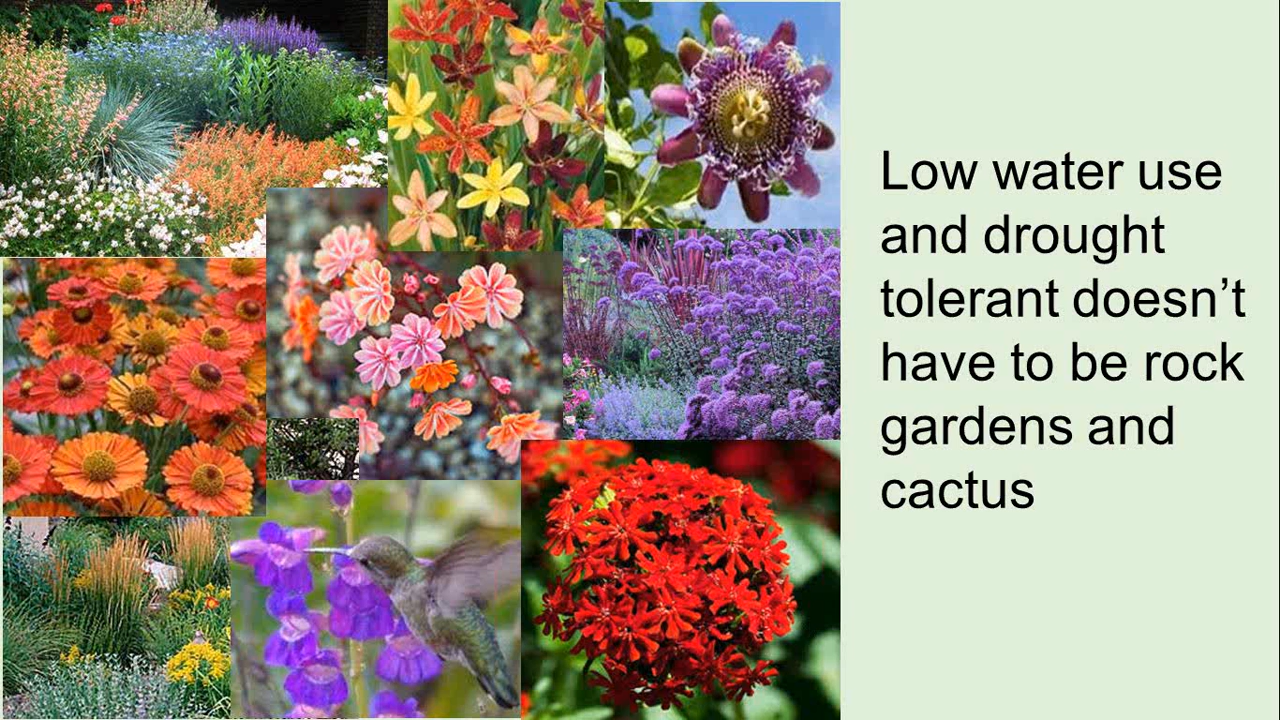 Low water use
and drought
tolerant doesn’t
have to be rock
gardens and
cactus